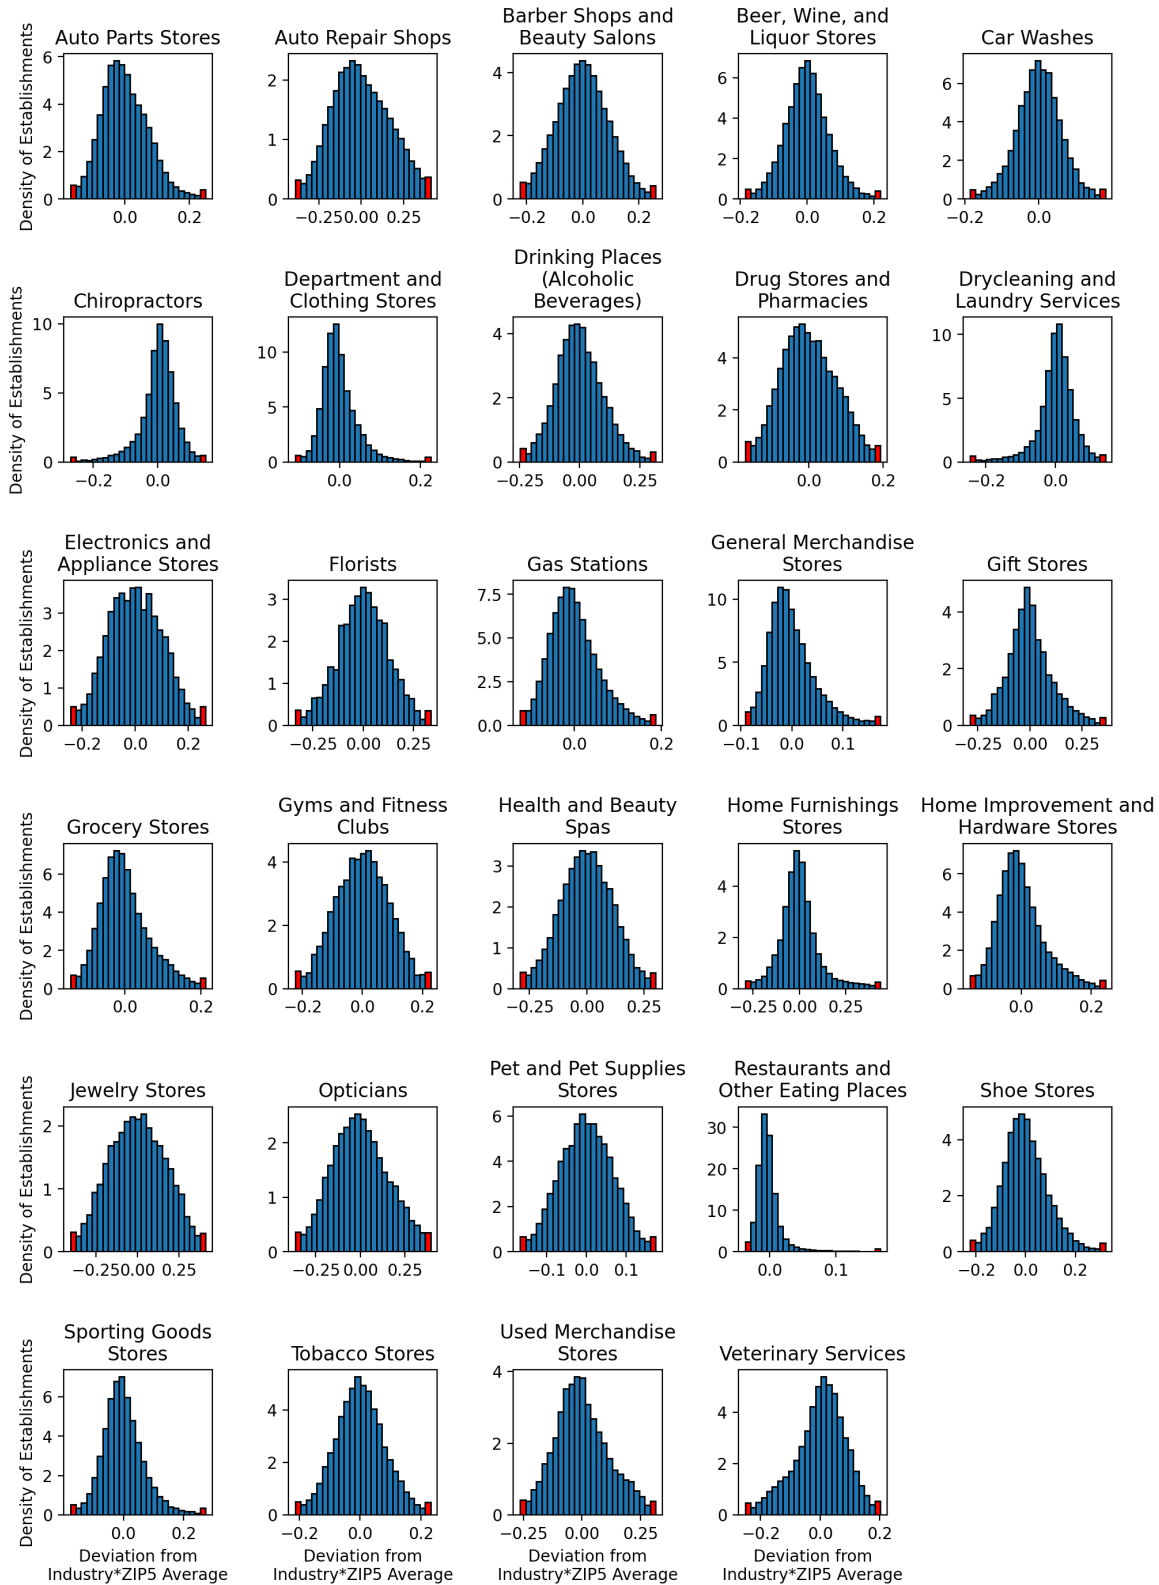 Auto Parts Stores
Auto Repair Shops
Barber Shops and
Beauty Salons
Beer, Wine, and
Liquor Stores
Car Washes
Density of Establishments
6
4
2
0
0.0 0.2
2
1
0
−0.25 0.00 0.25
4
2
0
−0.2 0.0 0.2
6
4
2
0
−0.2 0.0 0.2
6
4
2
0
−0.2 0.0
Chiropractors
Department and
Clothing Stores
Drinking Places
(Alcoholic
Beverages)
Drug Stores and
Pharmacies
Drycleaning and
Laundry Services
Density of Establishments
10
5
0
−0.2 0.0
10
5
0
0.0 0.2
4
2
0
−0.25 0.00 0.25
4
2
0
0.0 0.2
10
5
0
−0.2 0.0
Electronics and
Appliance Stores
Florists
Gas Stations
General Merchandise
Stores
Gift Stores
Density of Establishments
3
2
1
0
−0.2 0.0 0.2
3
2
1
0
−0.25 0.00 0.25
7.5
5.0
2.5
0.0
0.0 0.2
10
5
0
−0.1 0.0 0.1
4
2
0
−0.25 0.00 0.25
Grocery Stores
Gyms and Fitness
Clubs
Health and Beauty
Spas
Home Furnishings
Stores
Home Improvement and
Hardware Stores
Density of Establishments
6
4
2
0
0.0 0.2
4
2
0
−0.2 0.0 0.2
3
2
1
0
−0.25 0.00 0.25
4
2
0
−0.25 0.00 0.25
6
4
2
0
0.0 0.2
Jewelry Stores
Opticians
Pet and Pet Supplies
Stores
Restaurants and
Other Eating Places
Shoe Stores
Density of Establishments
2
1
0
−0.25 0.00 0.25
2
1
0
−0.25 0.00 0.25
6
4
2
0
−0.1 0.0 0.1
30
20
10
0
0.0 0.1
4
2
0
−0.2 0.0 0.2
Sporting Goods
Stores
Tobacco Stores
Used Merchandise
Stores
Veterinary Services
Density of Establishments
6
4
2
0
0.0 0.2
4
2
0
−0.2 0.0 0.2
4
2
0
−0.25 0.00 0.25
4
2
0
−0.2 0.0 0.2
Deviation from
Industry*ZIP5 Average
Deviation from
Industry*ZIP5 Average
Deviation from
Industry*ZIP5 Average
Deviation from
Industry*ZIP5 Average